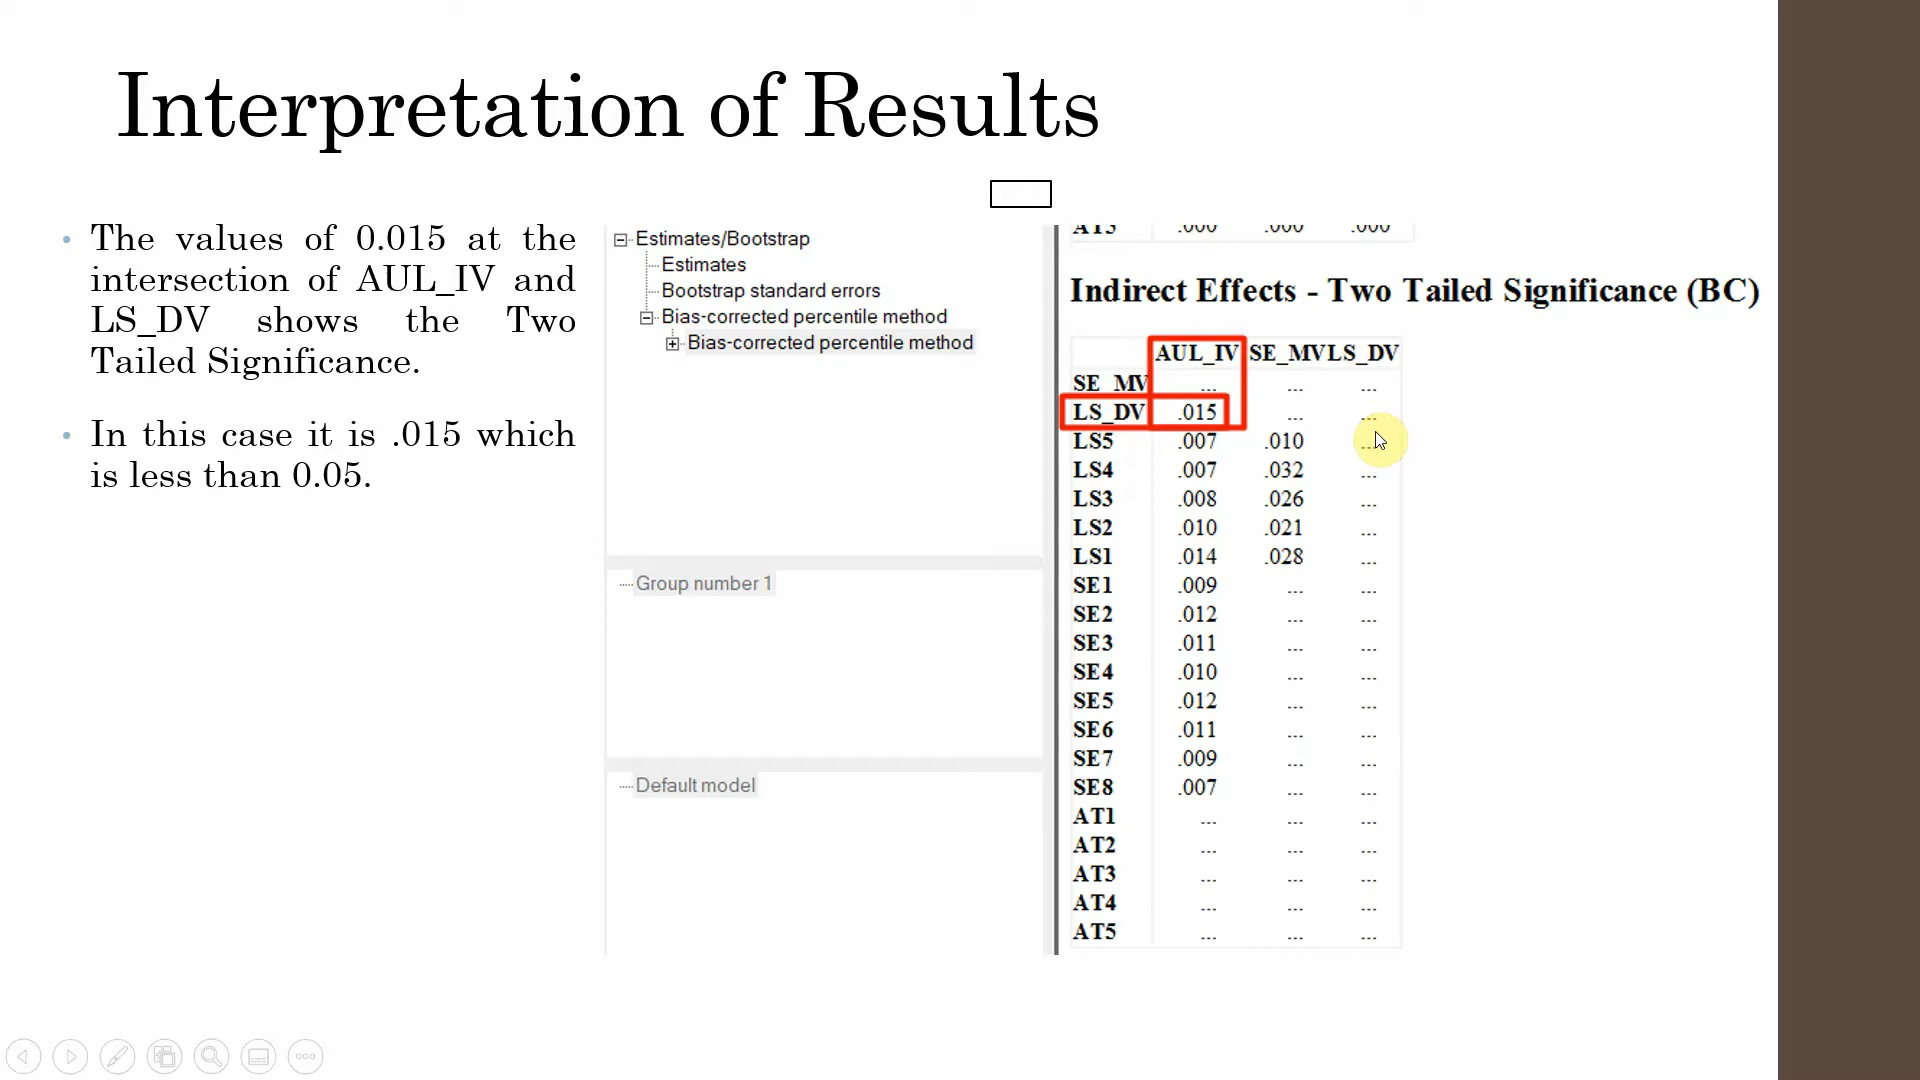 Interpretation of Results
• The values of 0.015 at the
intersection of AUL_IV and
LS_DV shows the Two
Tailed Significance.
• In this case it is .015 which
is less than 0.05.
Estimates/Bootstrap
Estimates
Bootstrap standard errors
Bias-corrected percentile method
Bias-corrected percentile method
Group number 1
Default model
AT5 .000 .000 .000
Indirect Effects - Two Tailed Significance (BC)
AUL_IV SE_MV LS_DV
SE_MV ... ... ...
LS_DV .015 ... ...
LS5 .007 .010 ...
LS4 .007 .032 ...
LS3 .008 .026 ...
LS2 .010 .021 ...
LS1 .014 .028 ...
SE1 .009 ... ...
SE2 .012 ... ...
SE3 .011 ... ...
SE4 .010 ... ...
SE5 .012 ... ...
SE6 .011 ... ...
SE7 .009 ... ...
SE8 .007 ... ...
AT1 ... ... ...
AT2 ... ... ...
AT3 ... ... ...
AT4 ... ... ...
AT5 ... ... ...